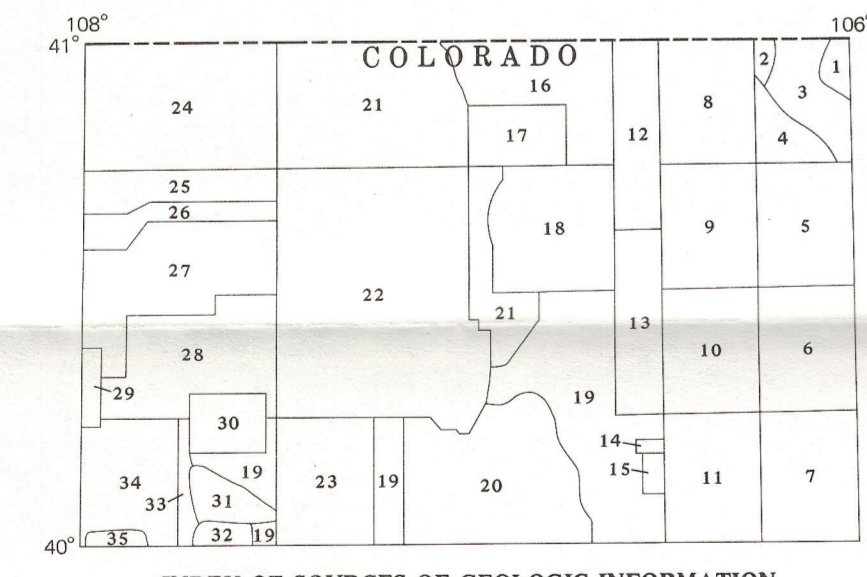 108° 106°
41° COLORADO
16 2 1
3
24 21 8
17 12 4
25
26
18 9 5
27
22
21 13
28 10 6
29 19
30
14
19 15
34 33 31 23 19 20 11 7
35 32 19
40°
INDEX OF SOURCES OF GEOLOGIC INFORMATION